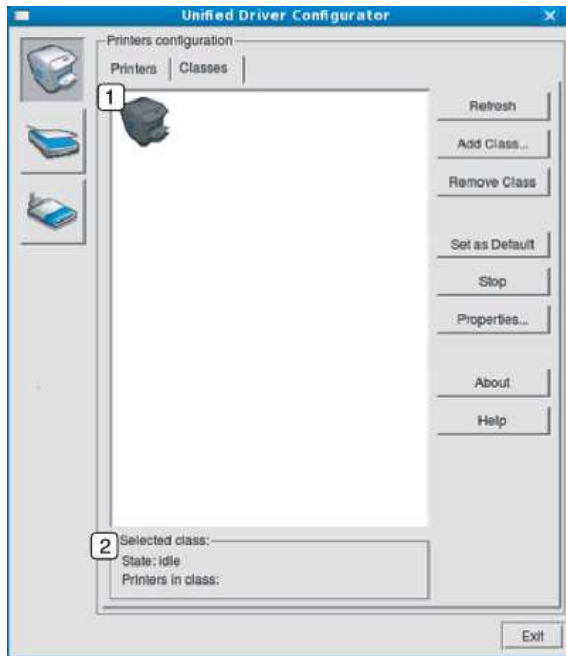 Unified Driver Configurator
Printers configuration
Printers
Classes
1
Refresh
Add Class...
Remove Class
Set as Default
Stop
Properties...
About
Help
2
Selected class:
State: idle
Printers in class:
Exit